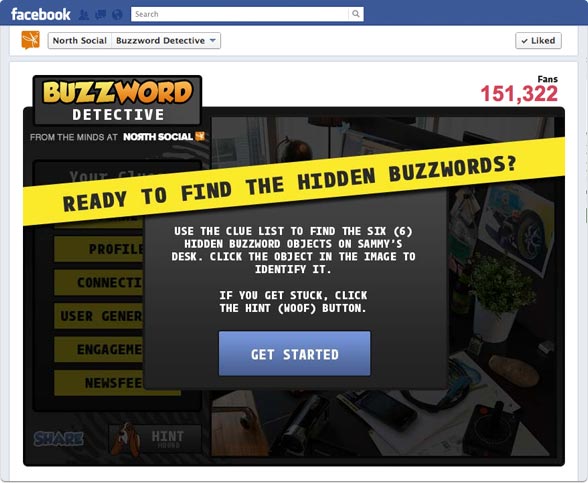 facebook
Search
North Social Buzzword Detective
Liked
Fans
151,322
BUZZWORD
DETECTIVE
FROM THE MINDS AT NORTH SOCIAL
READY TO FIND THE HIDDEN BUZZWORDS?
Your
PROFILE
CONNECTI
USER GENER
ENGAGEME
NEWSFEE
USE THE CLUE LIST TO FIND THE SIX (6)
HIDDEN BUZZWORD OBJECTS ON SAMMY'S
DESK. CLICK THE OBJECT IN THE IMAGE TO
IDENTIFY IT.
IF YOU GET STUCK, CLICK
THE HINT (WOOF) BUTTON.
GET STARTED
SHARE
HINT